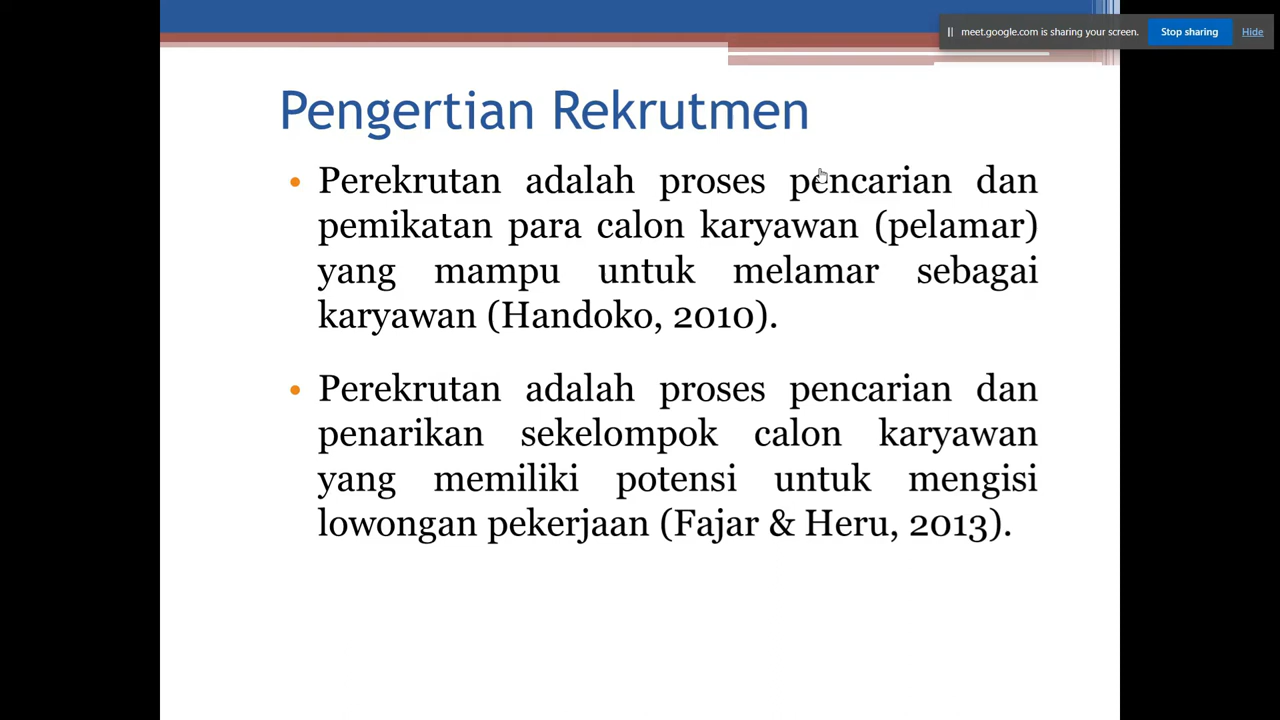 meet.google.com is sharing your screen. Stop sharing Hide
Pengertian Rekrutmen
• Perekrutan adalah proses pencarian dan
pemikatan para calon karyawan (pelamar)
yang mampu untuk melamar sebagai
karyawan (Handoko, 2010).
• Perekrutan adalah proses pencarian dan
penarikan sekelompok calon karyawan
yang memiliki potensi untuk mengisi
lowongan pekerjaan (Fajar & Heru, 2013).